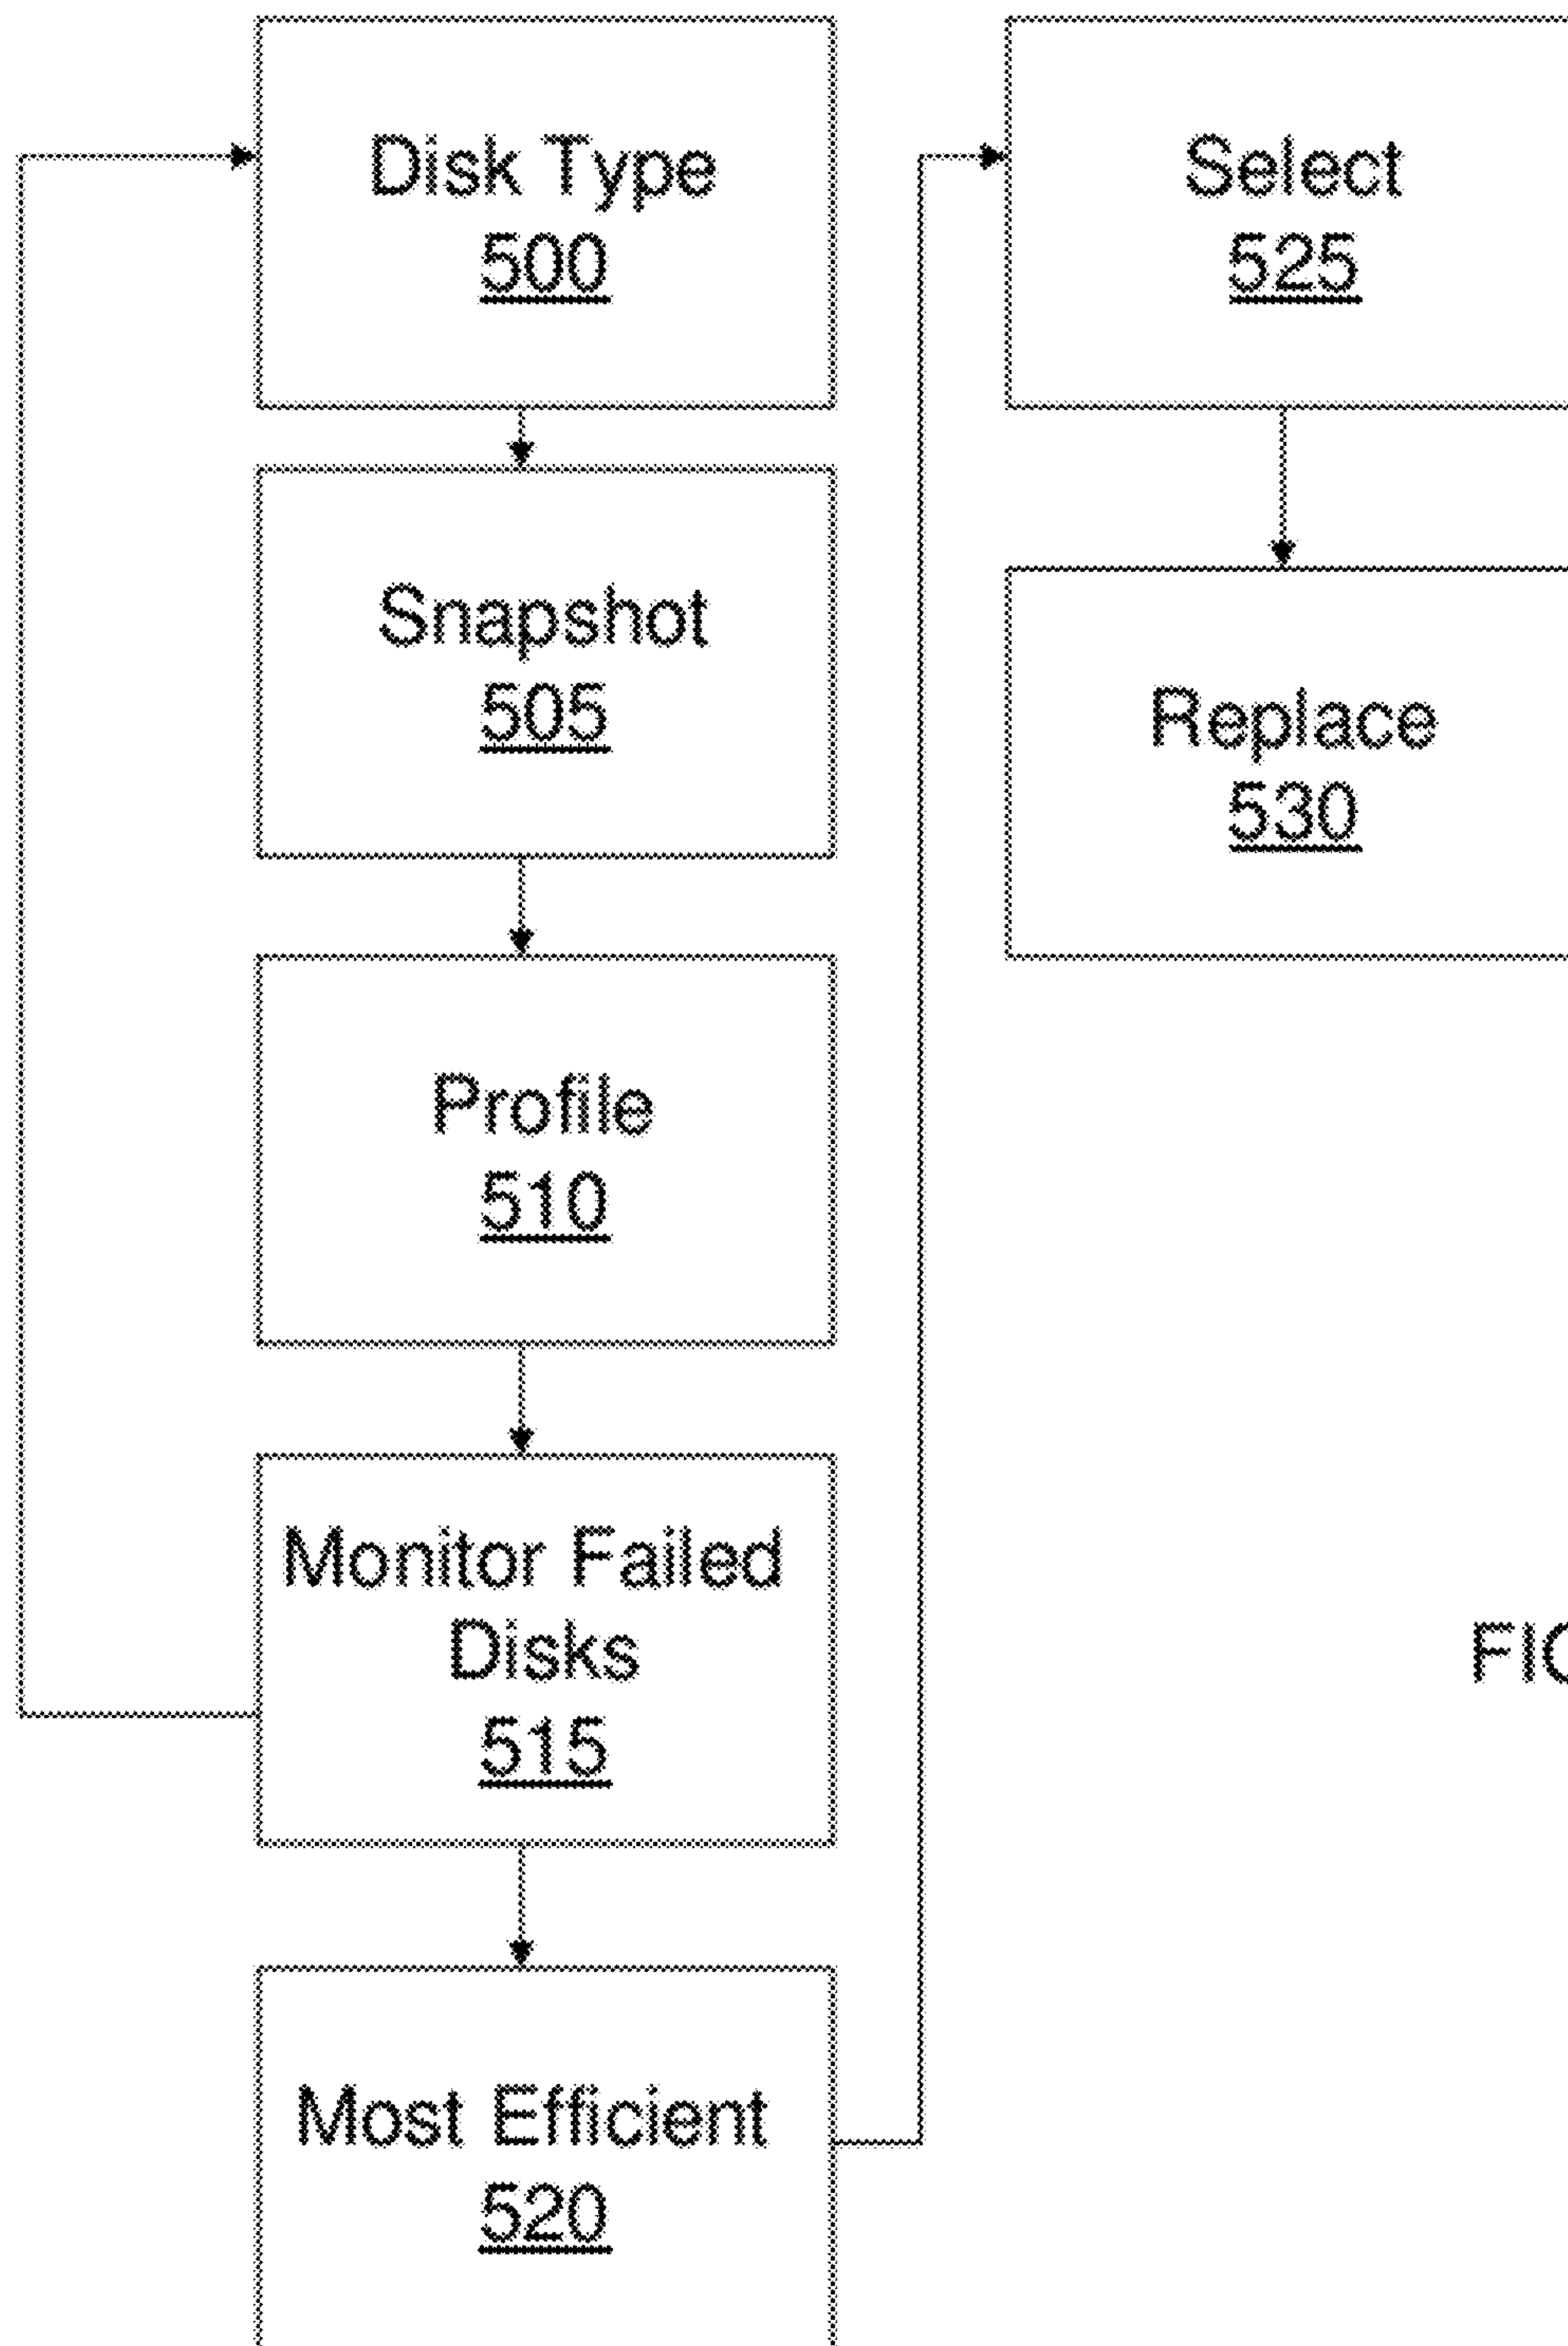 Disk Type
500
Snapshot
505
Profile
510
Monitor Failed
Disks
515
Most Efficient
520
Select
525
Replace
530